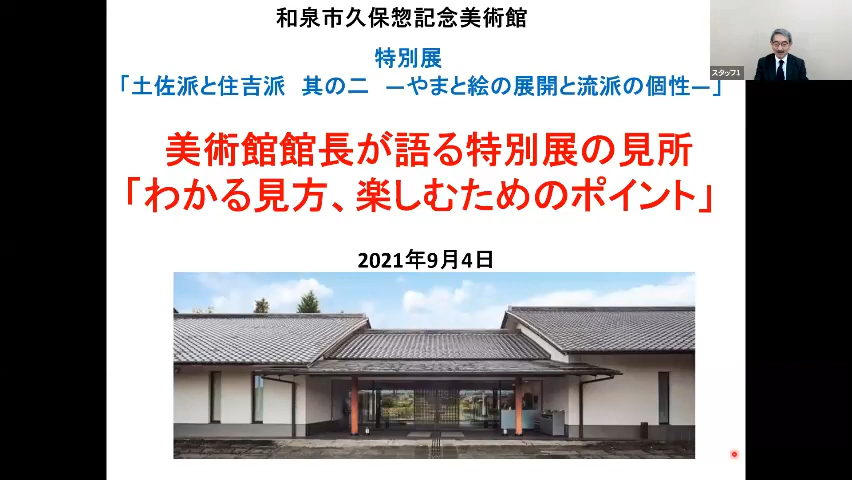 和泉市久保惣記念美術館
特別展
「土佐派と住吉派　其の二　―やまと絵の展開と流派の個性―」
美術館館長が語る特別展の見所
「わかる見方、楽しむためのポイント」
2021年9月4日
スタッフ1